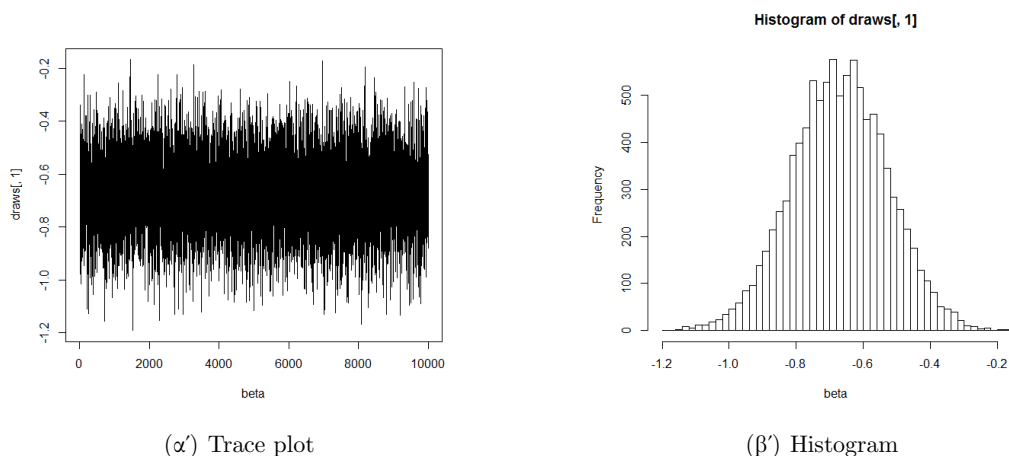 Histogram of draws[, 1]
draws[, 1]
-0.2
-0.4
-0.6
-0.8
-1.0
-1.2
0 2000 4000 6000 8000 10000
beta
Frequency
500
400
300
200
100
0
-1.2 -1.0 -0.8 -0.6 -0.4 -0.2
beta
(α′) Trace plot
(β′) Histogram